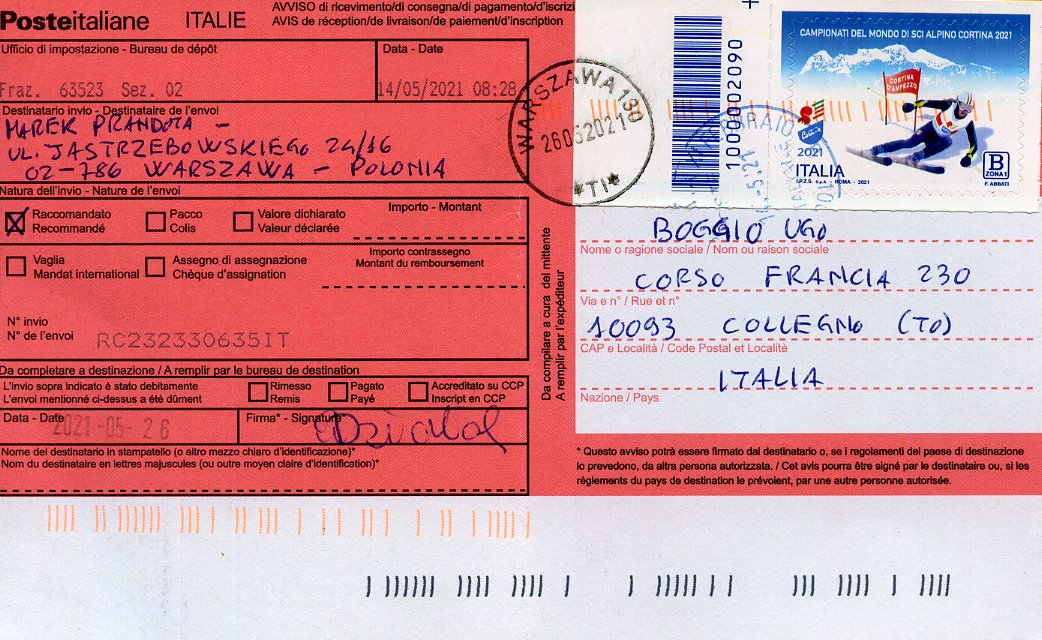 Posteitaliane ITALIE
AVVISO di ricevimento/di consegna/di pagamento/d'iscrizi
AVIS de réception/de livraison/de paiement/d'inscription
Ufficio di impostazione - Bureau de dépôt
Data - Date
Fraz. 63523 Sez. 02
14/05/2021 08:28
Destinatario invio - Destinataire de l'envoi
MAREK PRANDOTA -
UL. JASTRZEBOWSKIEGO 24/16
02-786 WARSZAWA - POLONIA
Natura dell'invio - Nature de l'envoi
Raccomandato
Recommandé
Pacco
Colis
Valore dichiarato
Valeur déclarée
Importo - Montant
Vaglia
Mandat international
Assegno di assegnazione
Chèque d'assignation
Importo contrassegno
Montant du remboursement
N° invio
N° de l'envoi
RC232330635IT
Da completare a destinazione / A remplir par le bureau de destination
L'invio sopra indicato è stato debitamente
L'envoi mentionné ci-dessus a été dûment
Rimesso
Remis
Pagato
Payé
Accreditato su CCP
Inscript en CCP
Data - Date
2021-05-26
Firma* - Signature
Nome del destinatario in stampatello (o altro mezzo chiaro d'identificazione)*
Nom du destinataire en lettres majuscules (ou outre moyen claire d'identification)*
Da compilare a cura del mittente
A remplir par l'expéditeur
WARSZAWA 130
*TI*
1000002090
CAMPIONATI DEL MONDO DI SCI ALPINO CORTINA 2021
CORTINA
D'AMPEZZO
Cortina
2021
ITALIA
I.P.Z.S. S.p.A. - ROMA - 2021
B
ZONA 1
F. ABBATI
BOGGIO UGO
Nome o ragione sociale / Nom ou raison sociale
CORSO FRANCIA 230
Via e n° / Rue et n°
10093 COLLEGNO (TO)
CAP e Località / Code Postal et Localitè
ITALIA
Nazione / Pays
* Questo avviso potrà essere firmato dal destinatario o, se i regolamenti del paese di destinazione
lo prevedono, da altra persona autorizzata. / Cet avis pourra être signé par le destinataire ou, si les
règlements du pays de destination le prévoient, par une autre personne autorisée.